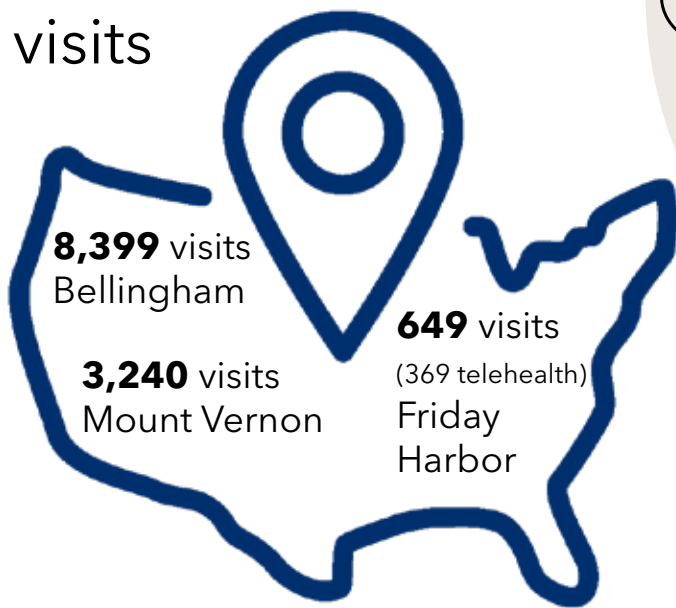 visits
8,399 visits
Bellingham
3,240 visits
Mount Vernon
649 visits
(369 telehealth)
Friday
Harbor